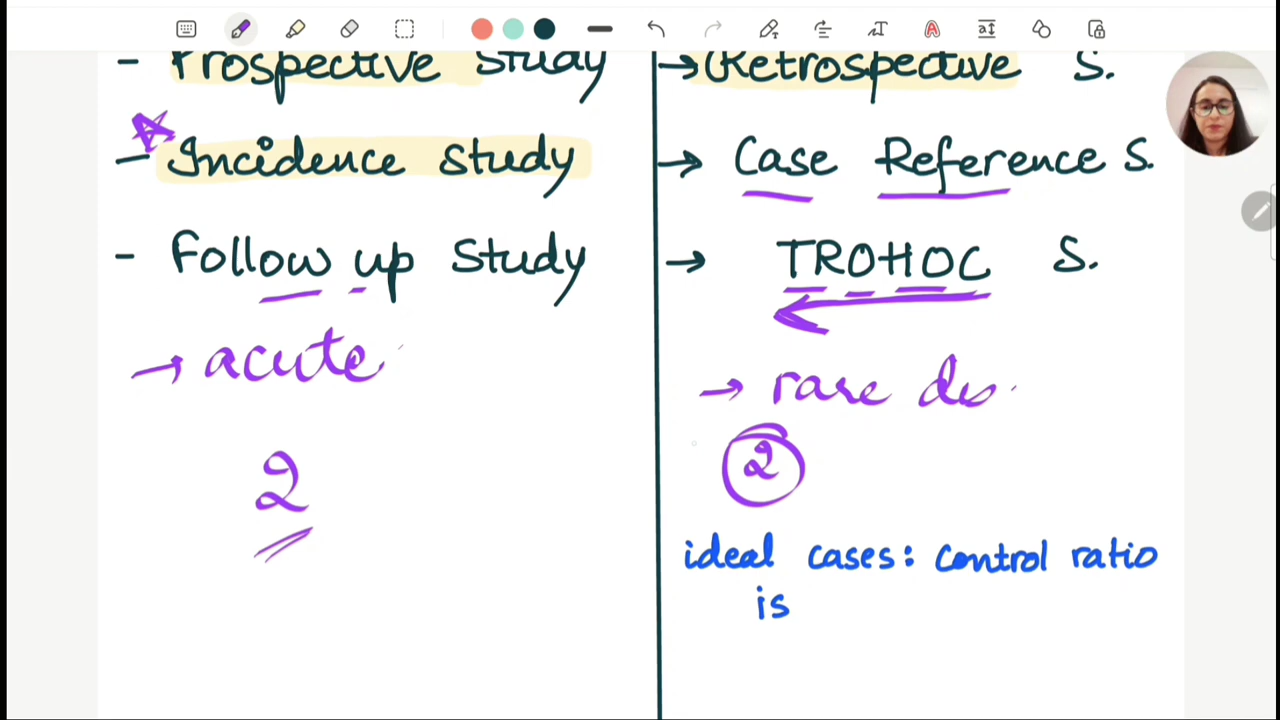 - Prospective Study
- Incidence Study
- Follow up Study
→ acute
2
→ Retrospective S.
→ Case Reference S.
→ TROHOC S.
→ rare dis.
2
ideal cases: control ratio
is